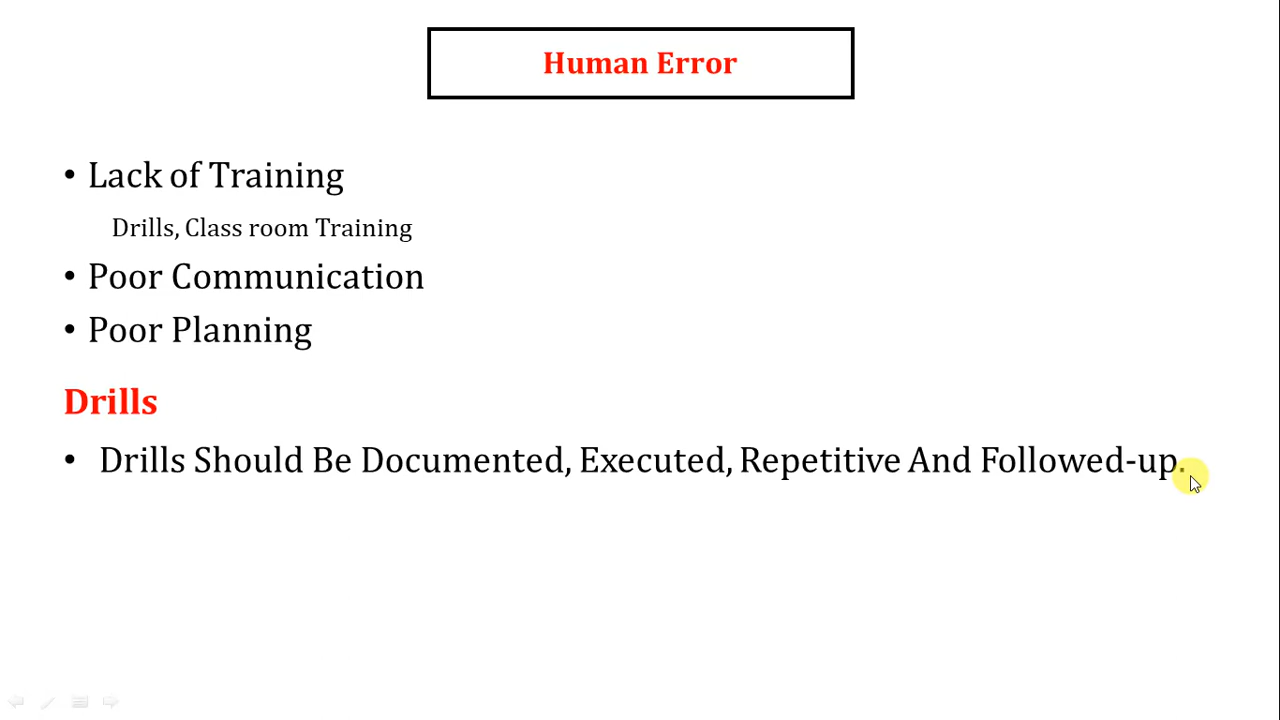 Human Error
• Lack of Training
Drills, Class room Training
• Poor Communication
• Poor Planning
Drills
• Drills Should Be Documented, Executed, Repetitive And Followed-up.